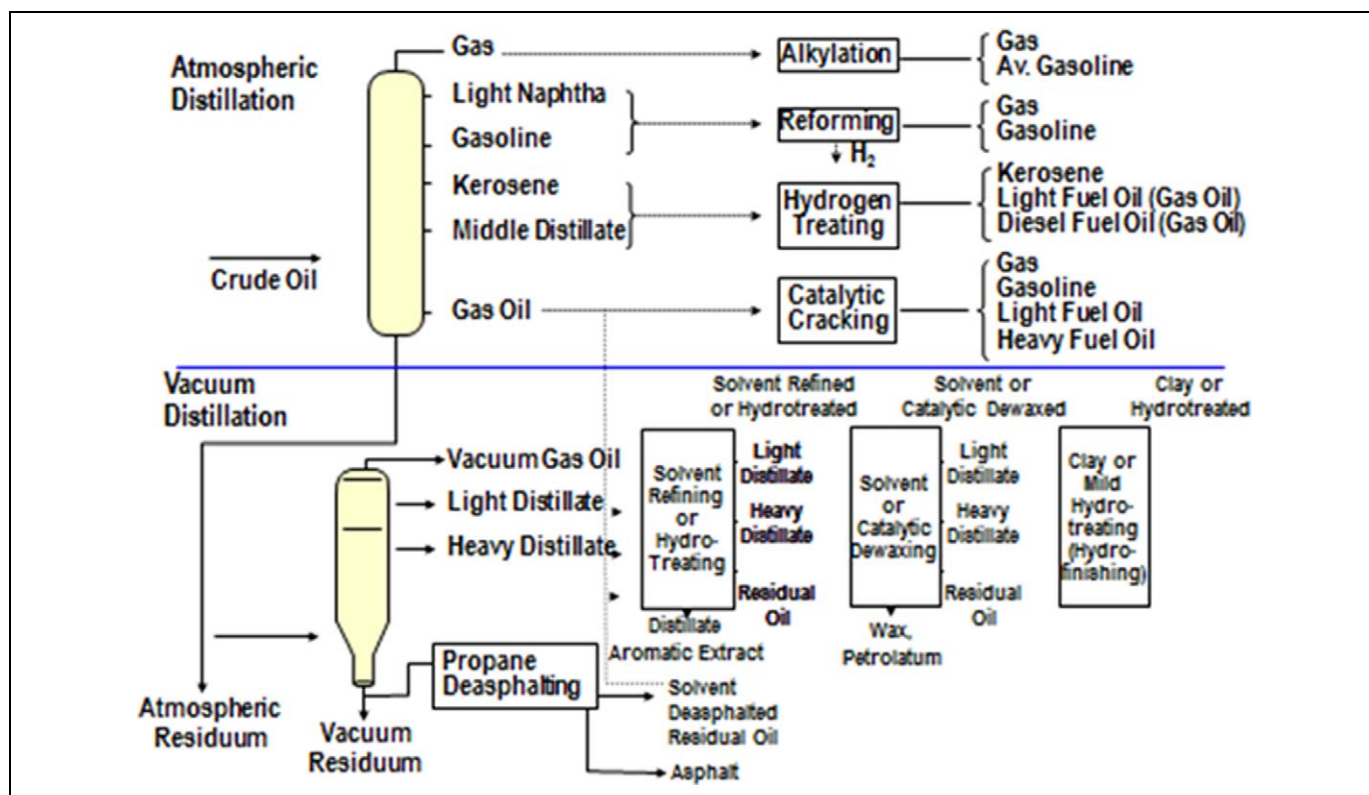 Atmospheric
Distillation
Gas
Light Naphtha
Gasoline
Kerosene
Middle Distillate
Crude Oil
Gas Oil
Alkylation
Gas
Av. Gasoline
Reforming
Gas
Gasoline
H2
Hydrogen
Treating
Kerosene
Light Fuel Oil (Gas Oil)
Diesel Fuel Oil (Gas Oil)
Catalytic
Cracking
Gas
Gasoline
Light Fuel Oil
Heavy Fuel Oil
Vacuum
Distillation
Solvent Refined
or Hydrotreated
Solvent or
Catalytic Dewaxed
Clay or
Hydrotreated
Vacuum Gas Oil
Light Distillate
Heavy Distillate
Solvent
Refining
or
Hydro-
Treating
Light
Distillate
Heavy
Distillate
Residual
Oil
Solvent
or
Catalytic
Dewaxing
Light
Distillate
Heavy
Distillate
Residual
Oil
Clay or
Mild
Hydro-
treating
(Hydro-
finishing)
Distillate
Aromatic Extract
Wax,
Petrolatum
Propane
Deasphalting
Solvent
Deasphalted
Residual Oil
Asphalt
Atmospheric
Residuum
Vacuum
Residuum